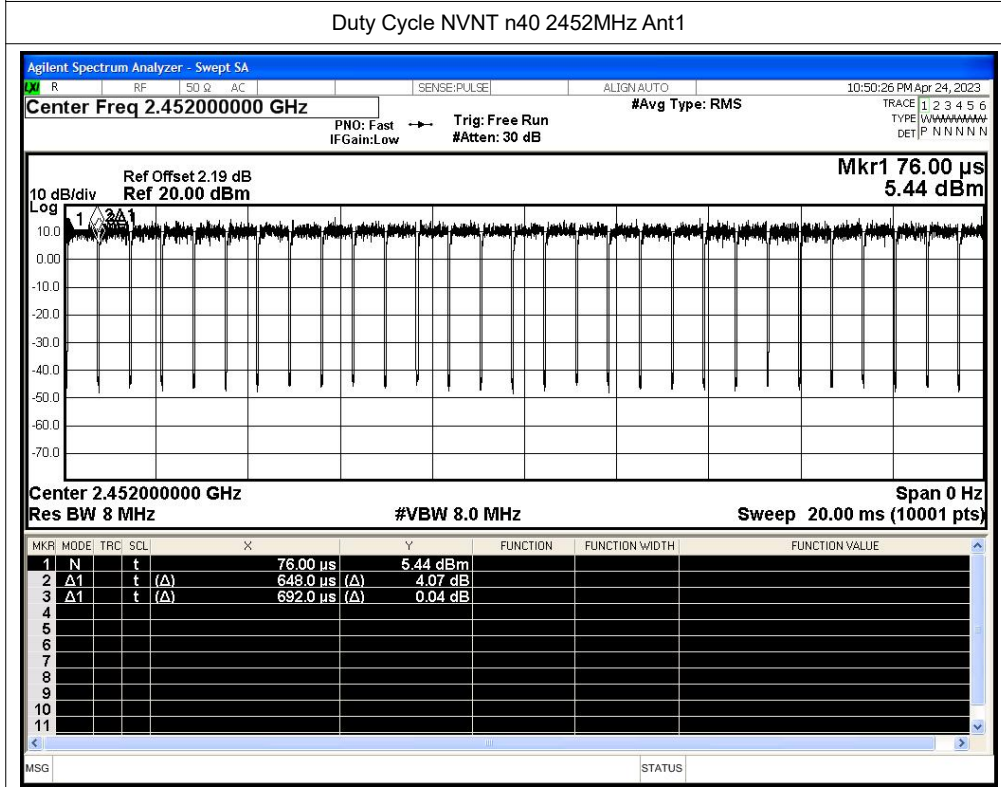 Duty Cycle NVNT n40 2452MHz Ant1
Agilent Spectrum Analyzer - Swept SA
LXI R RF 50 Ω AC SENSE:PULSE ALIGN AUTO 10:50:26 PM Apr 24, 2023
Center Freq 2.452000000 GHz #Avg Type: RMS TRACE 1 2 3 4 5 6
PNO: Fast Trig: Free Run TYPE WWWWWW
IFGain:Low #Atten: 30 dB DET P N N N N N
Mkr1 76.00 µs
5.44 dBm
Ref Offset 2.19 dB
10 dB/div Ref 20.00 dBm
Log
1 3Δ1
10.0
0.00
-10.0
-20.0
-30.0
-40.0
-50.0
-60.0
-70.0
Center 2.452000000 GHz Span 0 Hz
Res BW 8 MHz #VBW 8.0 MHz Sweep 20.00 ms (10001 pts)
MKR MODE TRC SCL X Y FUNCTION FUNCTION WIDTH FUNCTION VALUE
1 N t 76.00 µs 5.44 dBm
2 Δ1 t (Δ) 648.0 µs (Δ) 4.07 dB
3 Δ1 t (Δ) 692.0 µs (Δ) 0.04 dB
4
5
6
7
8
9
10
11
MSG STATUS